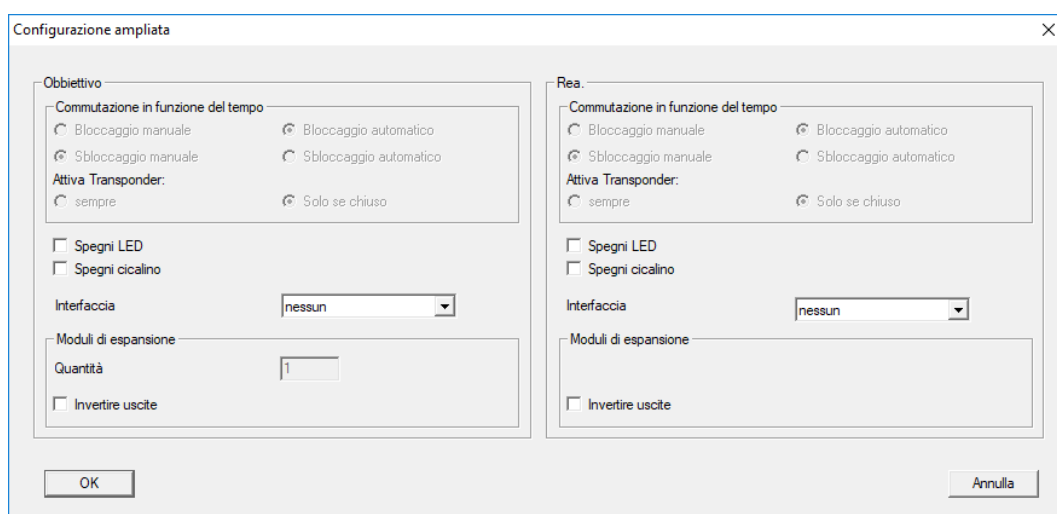 Configurazione ampliata
Obbiettivo
Commutazione in funzione del tempo
Bloccaggio manuale Bloccaggio automatico
Sbloccaggio manuale Sbloccaggio automatico
Attiva Transponder:
sempre Solo se chiuso
Spegni LED
Spegni cicalino
Interfaccia nessun
Moduli di espansione
Quantità 1
Invertire uscite
Rea.
Commutazione in funzione del tempo
Bloccaggio manuale Bloccaggio automatico
Sbloccaggio manuale Sbloccaggio automatico
Attiva Transponder:
sempre Solo se chiuso
Spegni LED
Spegni cicalino
Interfaccia nessun
Moduli di espansione
Invertire uscite
OK Annulla